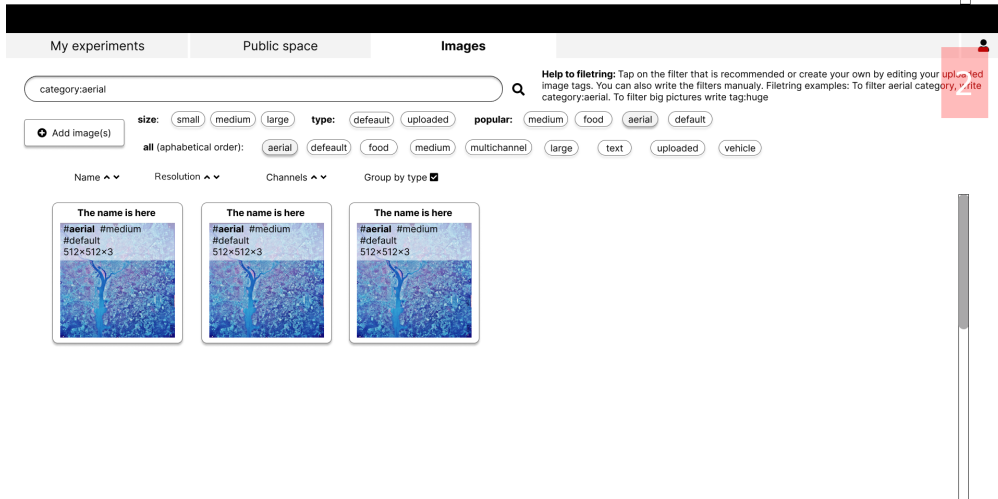 My experiments Public space Images
category:aerial
Help to filetring: Tap on the filter that is recommended or create your own by editing your uploaded
image tags. You can also write the filters manualy. Filetring examples: To filter aerial category, write
category:aerial. To filter big pictures write tag:huge
2
Add image(s)
size: small medium large type: defeault uploaded popular: medium food aerial default
all (aphabetical order): aerial defeault food medium multichannel large text uploaded vehicle
Name Resolution Channels Group by type
The name is here
#aerial #medium
#default
512×512×3
The name is here
#aerial #medium
#default
512×512×3
The name is here
#aerial #medium
#default
512×512×3